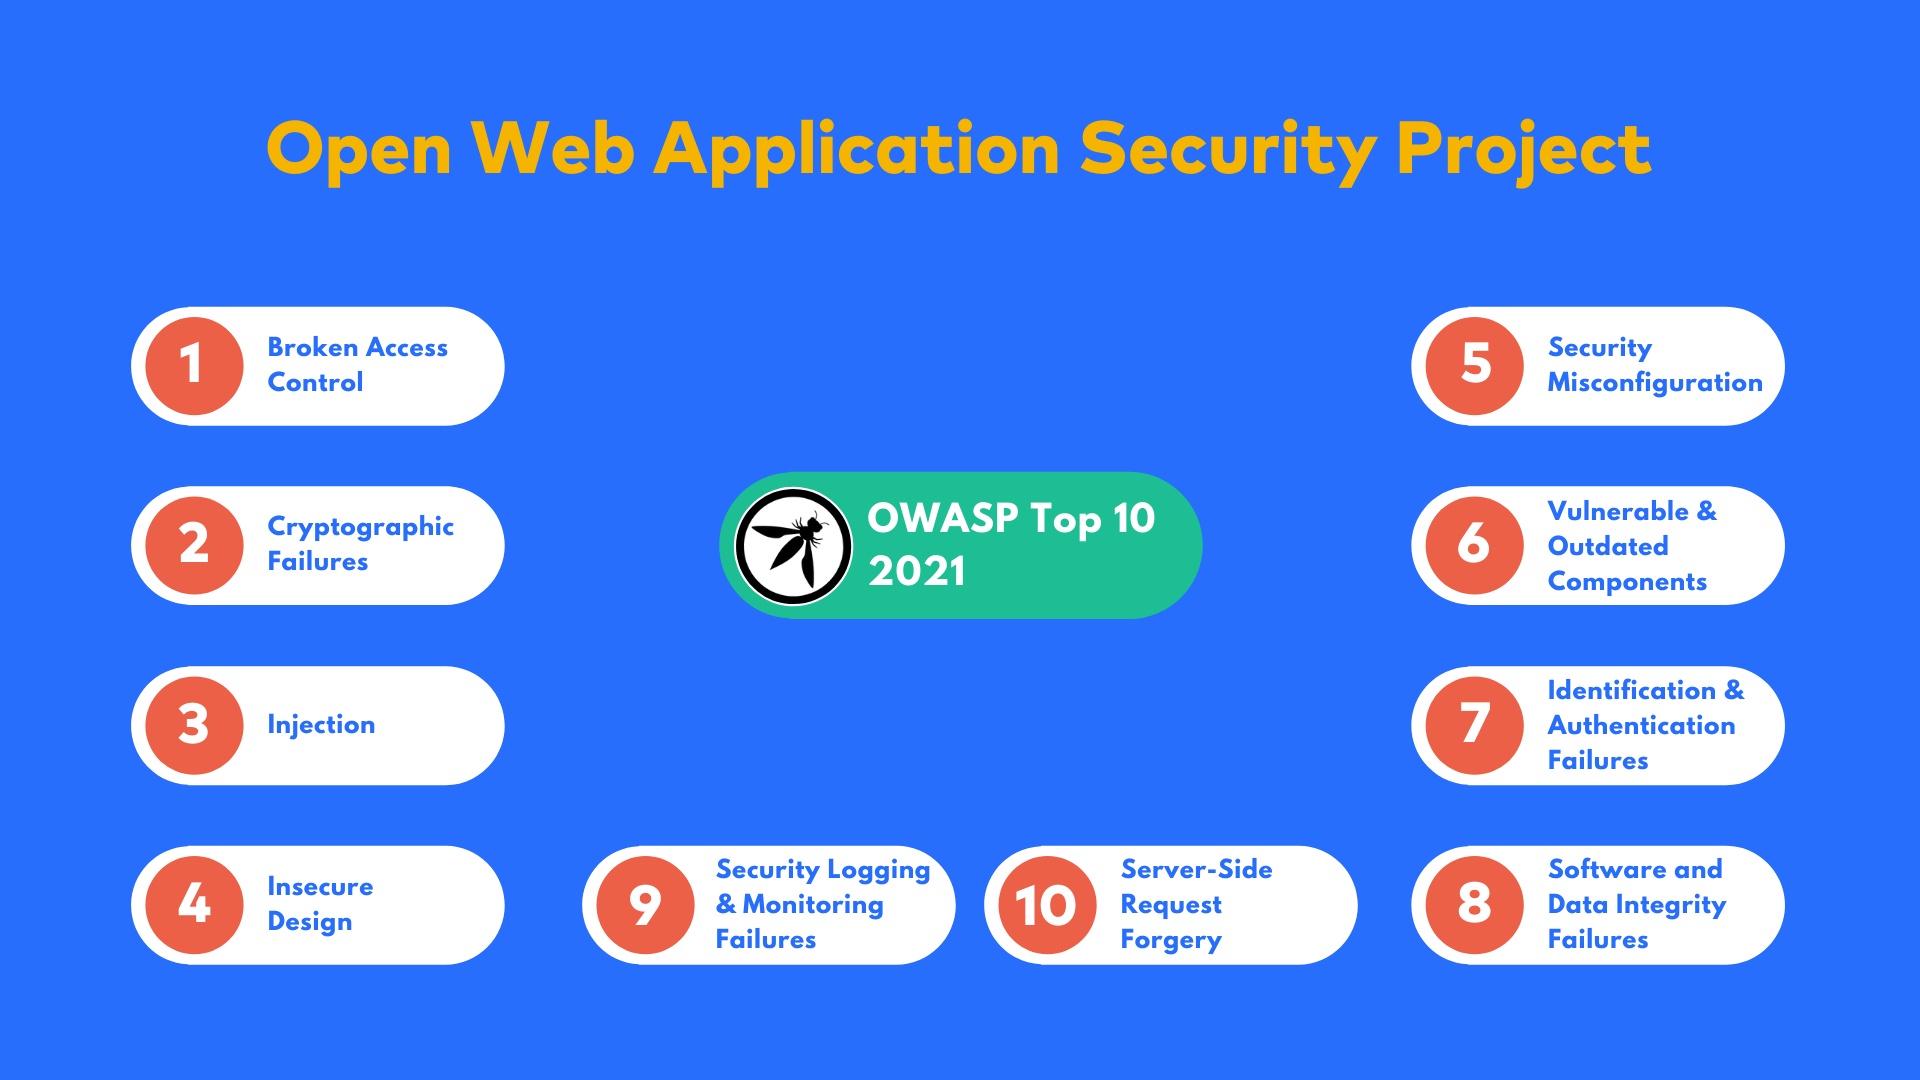 Open Web Application Security Project
1
Broken Access
Control
2
Cryptographic
Failures
3
Injection
4
Insecure
Design
OWASP Top 10
2021
5
Security
Misconfiguration
6
Vulnerable &
Outdated
Components
7
Identification &
Authentication
Failures
8
Software and
Data Integrity
Failures
9
Security Logging
& Monitoring
Failures
10
Server-Side
Request
Forgery